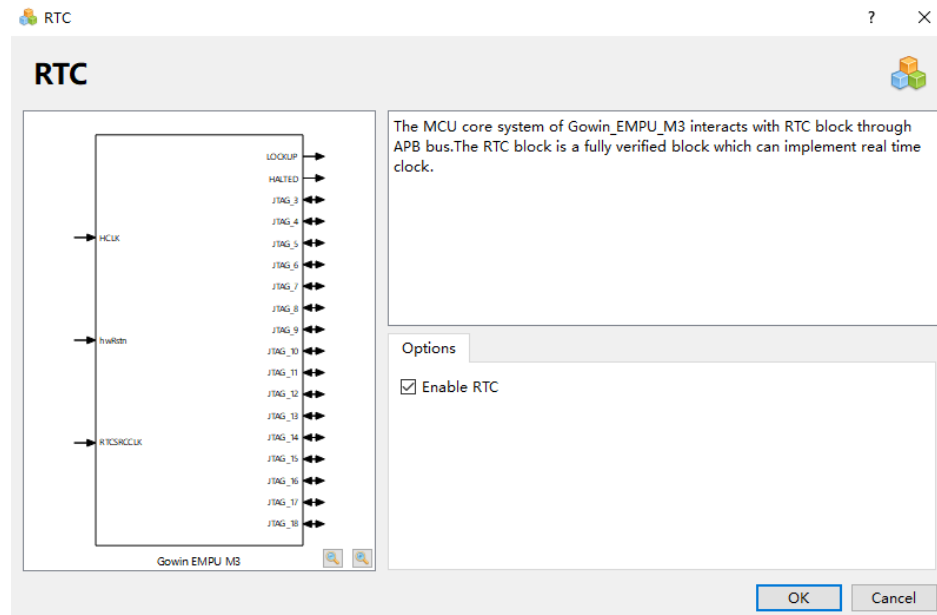 RTC
?
RTC
LOCKUP
HALTED
JTAG_3
JTAG_4
HCLK
JTAG_5
JTAG_6
JTAG_7
JTAG_8
JTAG_9
hwRstn
JTAG_10
JTAG_11
JTAG_12
JTAG_13
JTAG_14
RTCSRCCLK
JTAG_15
JTAG_16
JTAG_17
JTAG_18
Gowin EMPU M3
The MCU core system of Gowin_EMPU_M3 interacts with RTC block through
APB bus.The RTC block is a fully verified block which can implement real time
clock.
Options
Enable RTC
OK
Cancel